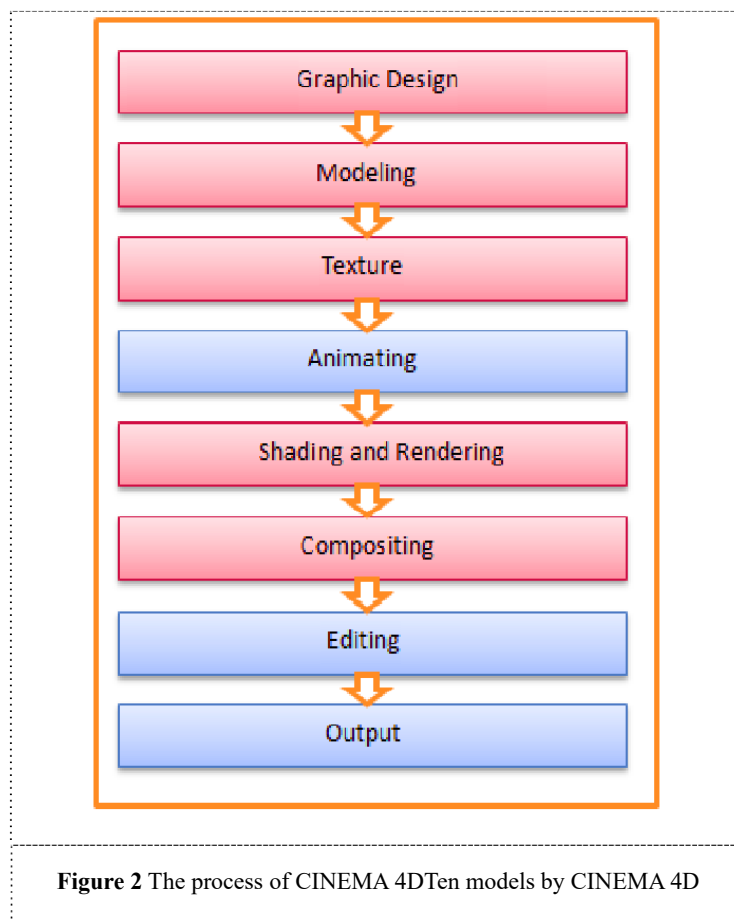 Graphic Design
Modeling
Texture
Animating
Shading and Rendering
Compositing
Editing
Output
Figure 2 The process of CINEMA 4DTen models by CINEMA 4D